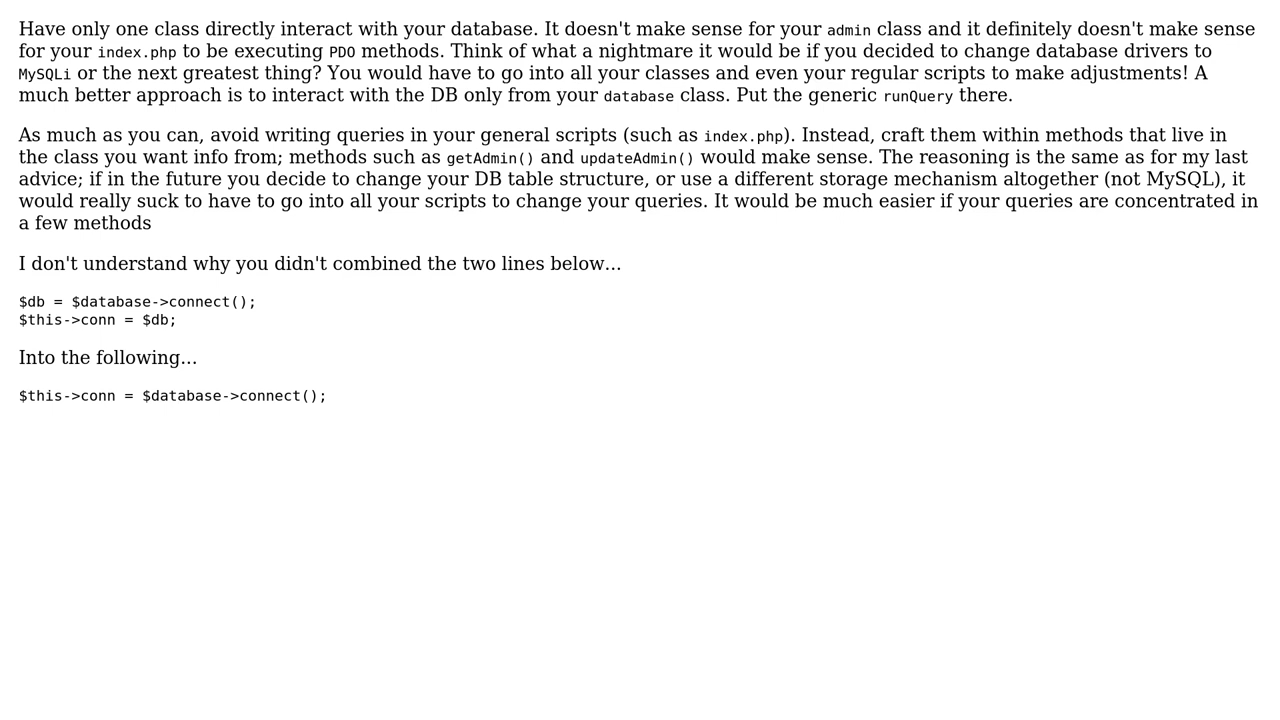 Have only one class directly interact with your database. It doesn't make sense for your admin class and it definitely doesn't make sense
for your index.php to be executing PDO methods. Think of what a nightmare it would be if you decided to change database drivers to
MySQLi or the next greatest thing? You would have to go into all your classes and even your regular scripts to make adjustments! A
much better approach is to interact with the DB only from your database class. Put the generic runQuery there.
As much as you can, avoid writing queries in your general scripts (such as index.php). Instead, craft them within methods that live in
the class you want info from; methods such as getAdmin() and updateAdmin() would make sense. The reasoning is the same as for my last
advice; if in the future you decide to change your DB table structure, or use a different storage mechanism altogether (not MySQL), it
would really suck to have to go into all your scripts to change your queries. It would be much easier if your queries are concentrated in
a few methods
I don't understand why you didn't combined the two lines below...
$db = $database->connect();
$this->conn = $db;
Into the following...
$this->conn = $database->connect();